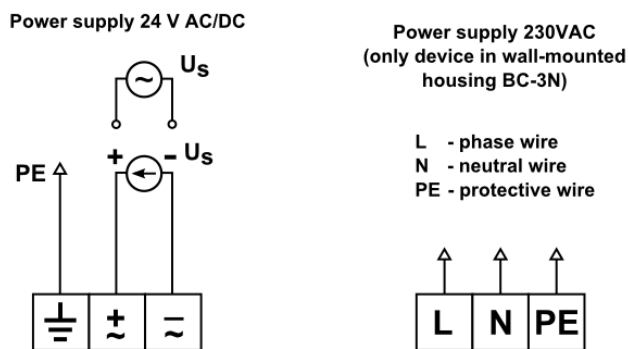 Power supply 24 V AC/DC
Us
+ - Us
PE
± ~
− ~
Power supply 230VAC
(only device in wall-mounted
housing BC-3N)
L - phase wire
N - neutral wire
PE - protective wire
L N PE